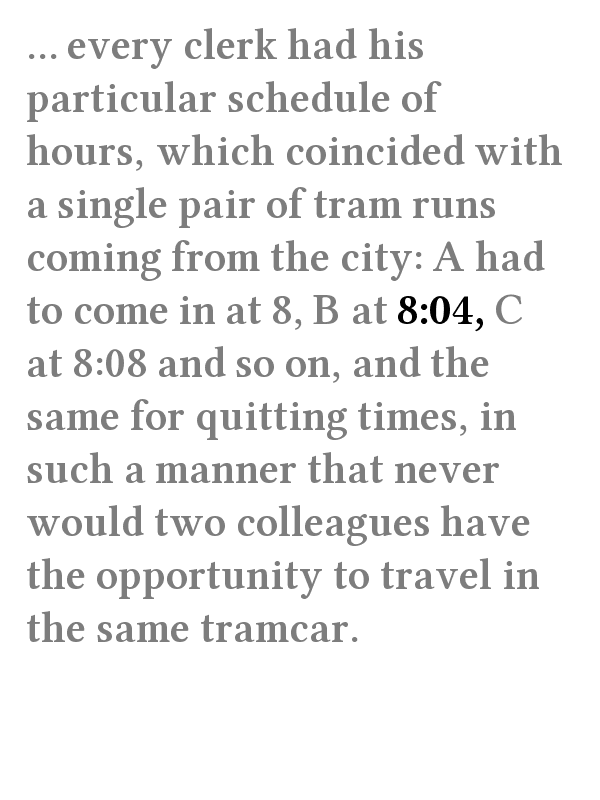 ... every clerk had his
particular schedule of
hours, which coincided with
a single pair of tram runs
coming from the city: A had
to come in at 8, B at 8:04, C
at 8:08 and so on, and the
same for quitting times, in
such a manner that never
would two colleagues have
the opportunity to travel in
the same tramcar.